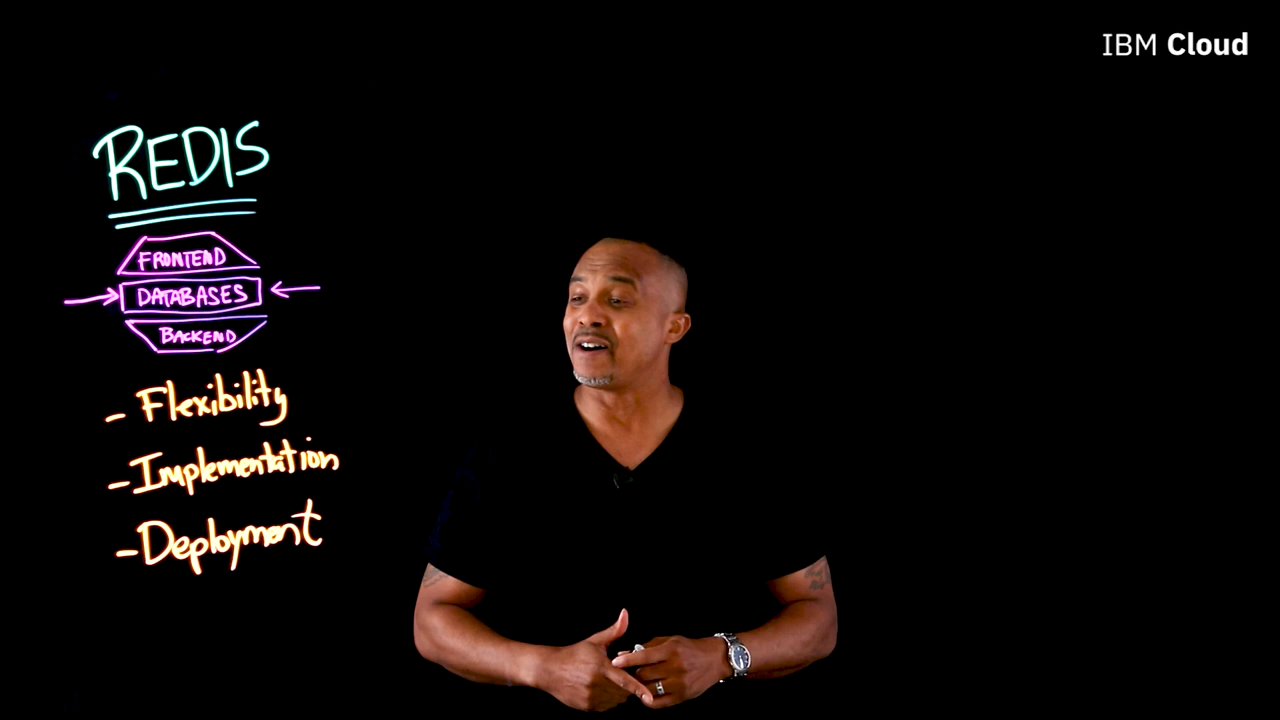 IBM Cloud
REDIS
FRONTEND
DATABASES
BACKEND
- Flexibility
- Implementation
- Deployment